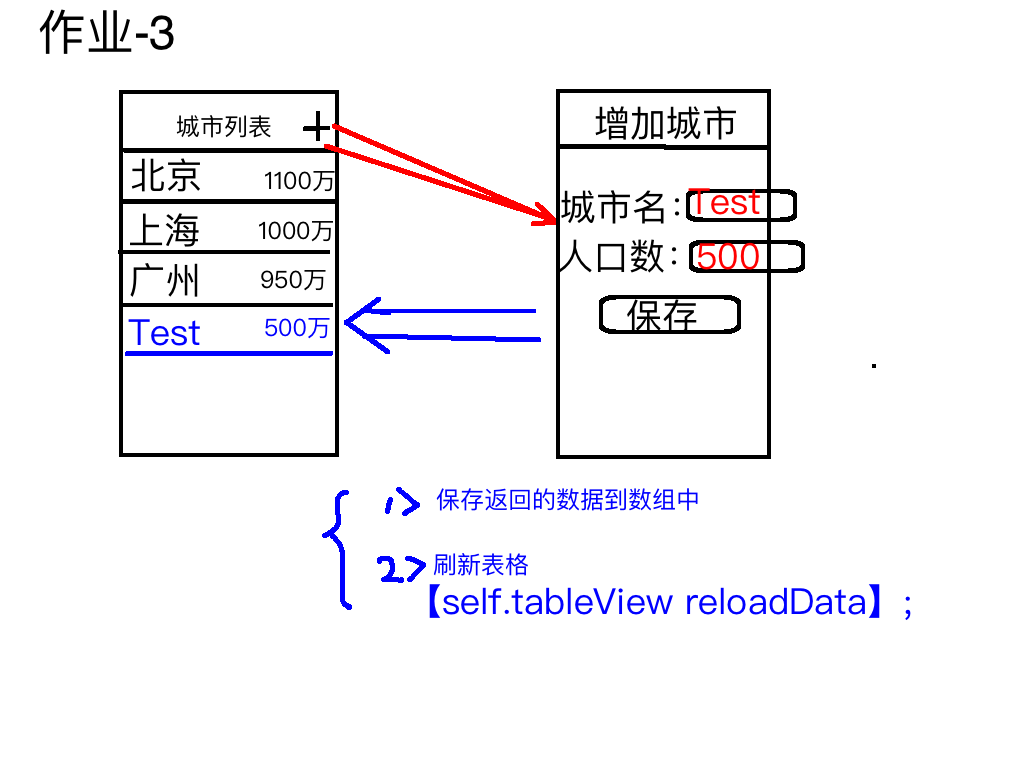 作业-3
城市列表 +
北京 1100万
上海 1000万
广州 950万
Test 500万
增加城市
城市名：Test
人口数：500
保存
1> 保存返回的数据到数组中
2> 刷新表格
【self.tableView reloadData】；